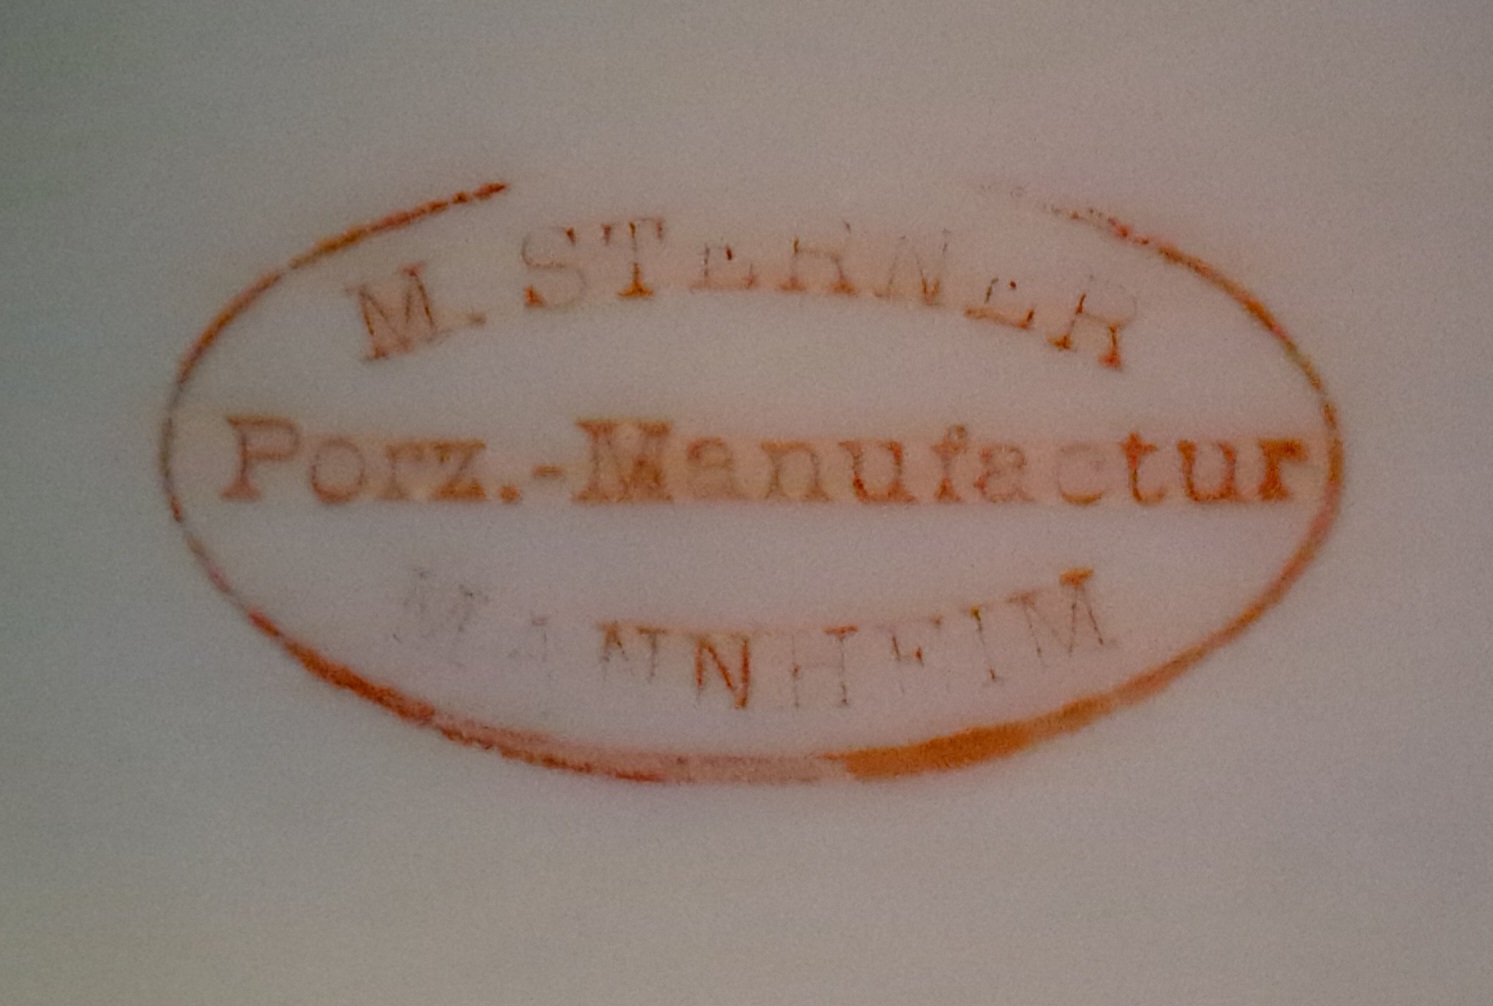 M. STERNER
Porz.-Manufactur
MANNHEIM